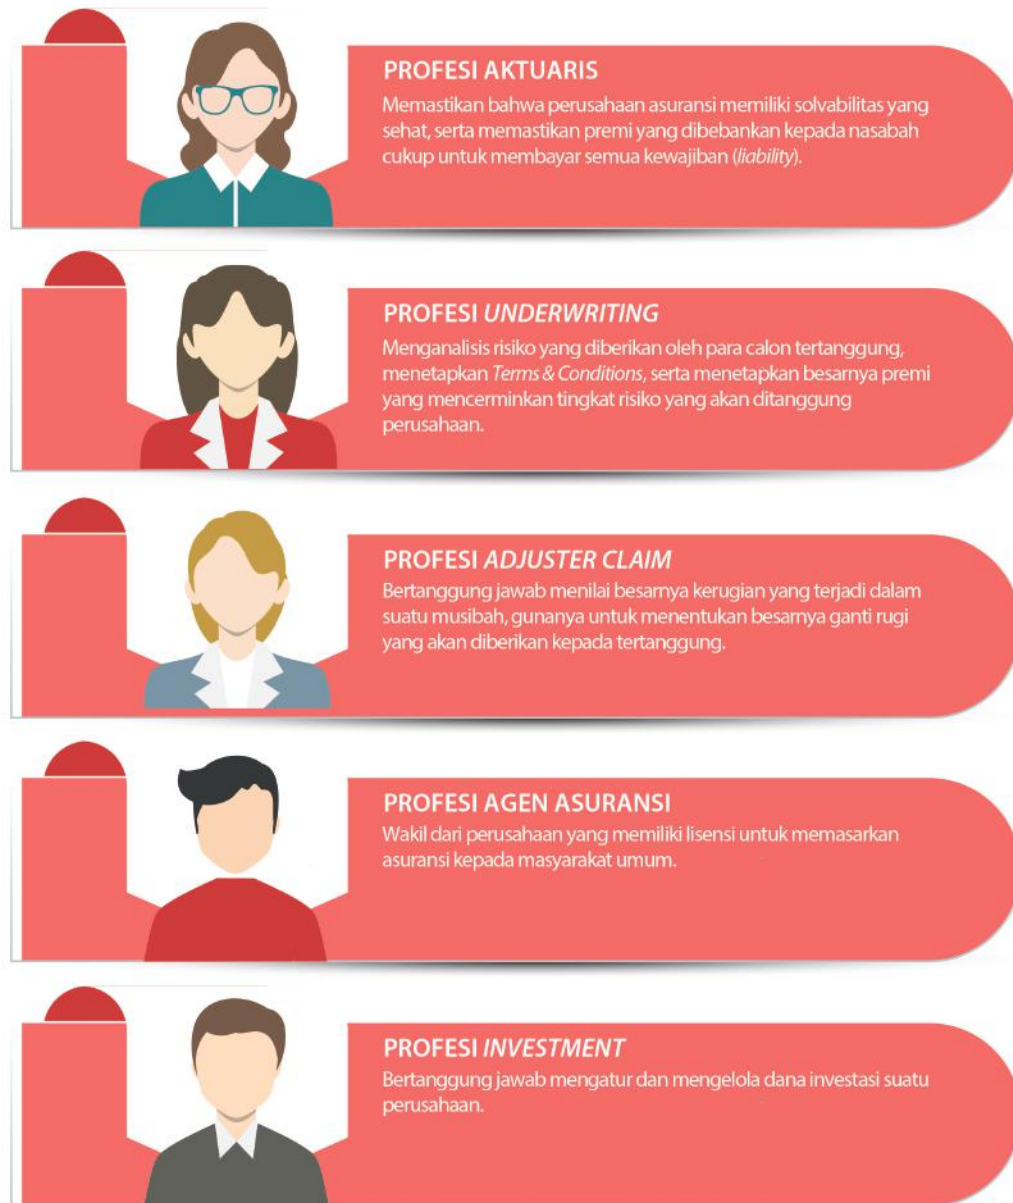 PROFESI AKTUARIS
Memastikan bahwa perusahaan asuransi memiliki solvabilitas yang
sehat, serta memastikan premi yang dibebankan kepada nasabah
cukup untuk membayar semua kewajiban (liability).
PROFESI UNDERWRITING
Menganalisis risiko yang diberikan oleh para calon tertanggung,
menetapkan Terms & Conditions, serta menetapkan besarnya premi
yang mencerminkan tingkat risiko yang akan ditanggung
perusahaan.
PROFESI ADJUSTER CLAIM
Bertanggung jawab menilai besarnya kerugian yang terjadi dalam
suatu musibah, gunanya untuk menentukan besarnya ganti rugi
yang akan diberikan kepada tertanggung.
PROFESI AGEN ASURANSI
Wakil dari perusahaan yang memiliki lisensi untuk memasarkan
asuransi kepada masyarakat umum.
PROFESI INVESTMENT
Bertanggung jawab mengatur dan mengelola dana investasi suatu
perusahaan.